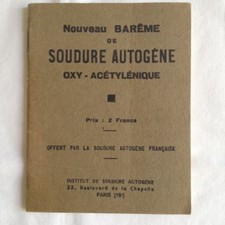 Nouveau BARÊME
DE
SOUDURE AUTOGÈNE
OXY-ACÉTYLÉNIQUE
Prix : 2 Francs
OFFERT PAR LA SOUDURE AUTOGÈNE FRANÇAISE
INSTITUT DE SOUDURE AUTOGÈNE
32, Boulevard de la Chapelle
PARIS (18ᵉ)